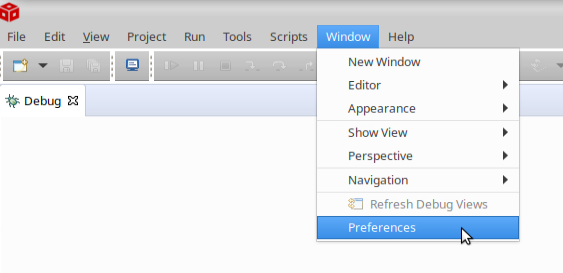 File Edit View Project Run Tools Scripts Window Help
New Window
Editor
Appearance
Show View
Perspective
Navigation
Refresh Debug Views
Preferences
Debug